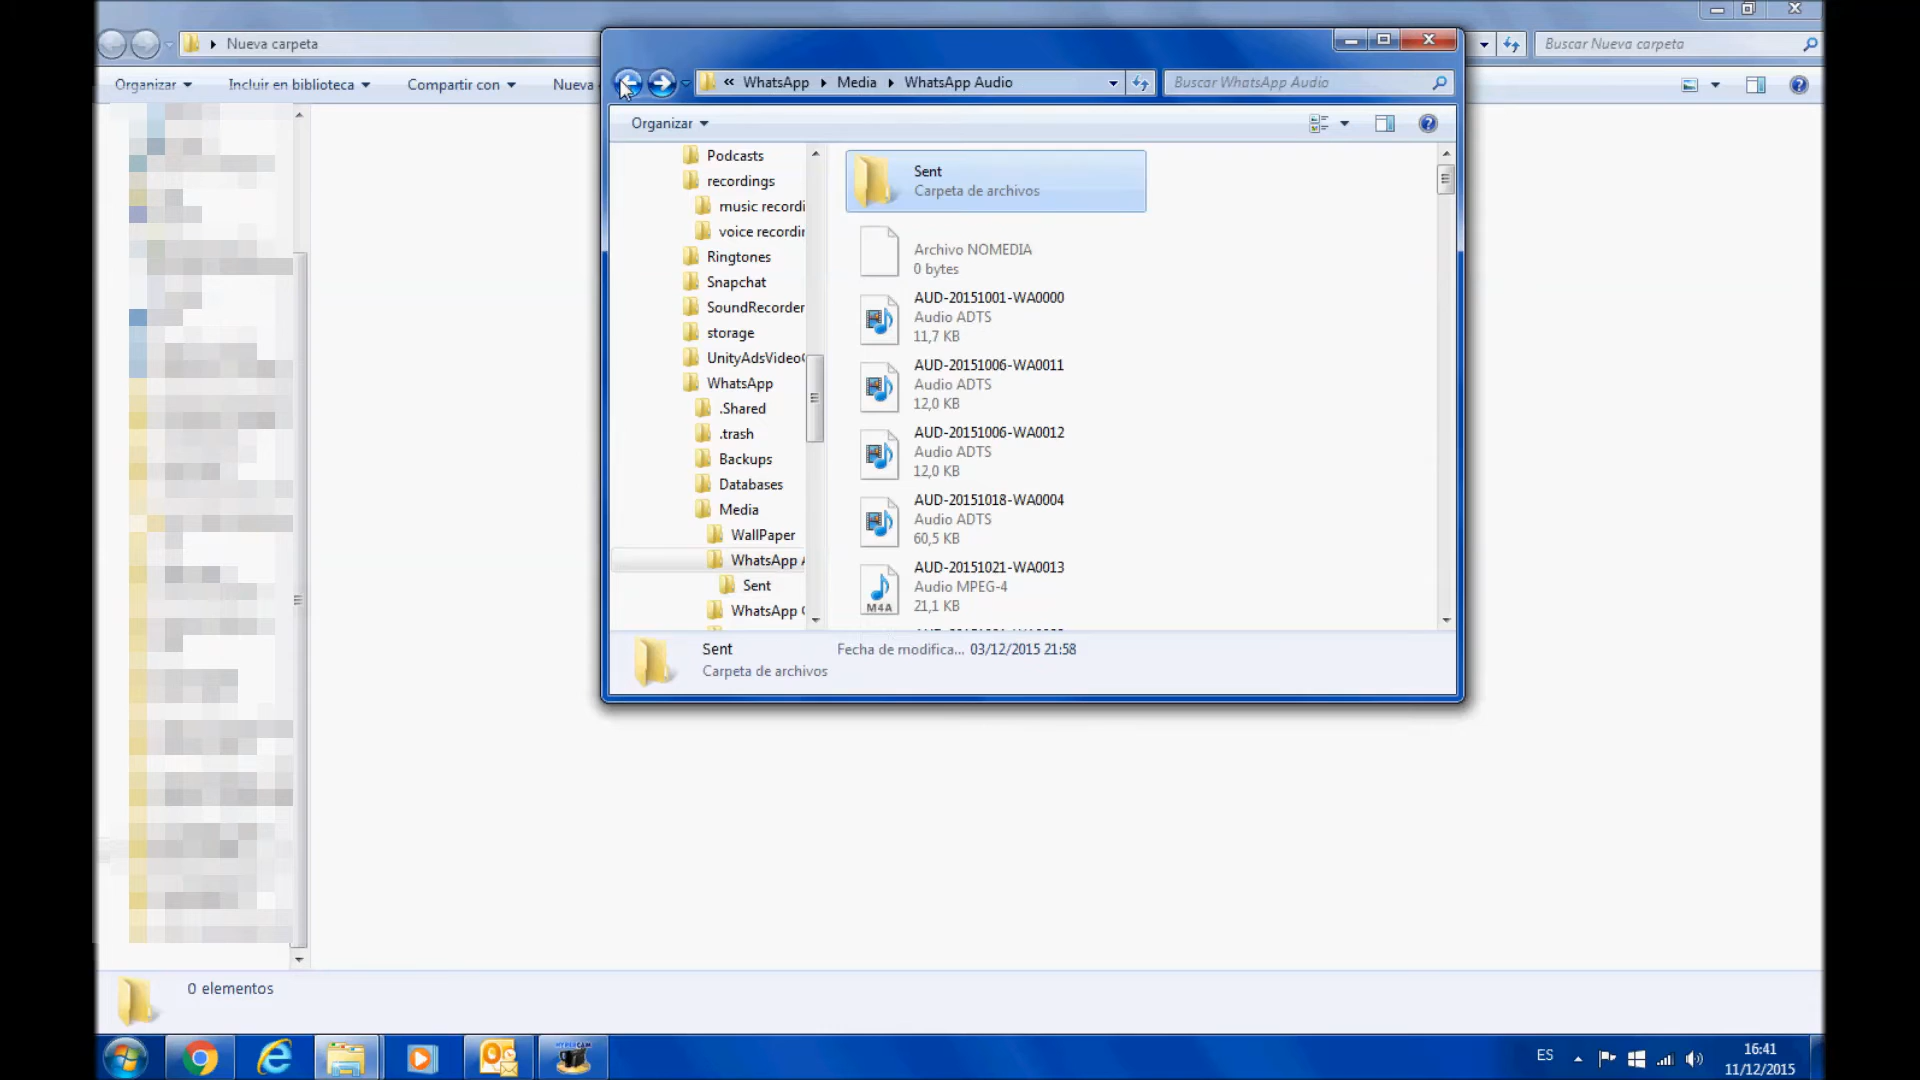 Nueva carpeta
Buscar Nueva carpeta
Organizar
Incluir en biblioteca
Compartir con
Nueva
« WhatsApp
Media
WhatsApp Audio
Buscar WhatsApp Audio
Organizar
Podcasts
recordings
music recordi
voice recordin
Ringtones
Snapchat
SoundRecorder
storage
UnityAdsVideoC
WhatsApp
.Shared
.trash
Backups
Databases
Media
WallPaper
WhatsApp A
Sent
WhatsApp C
Sent
Carpeta de archivos
Archivo NOMEDIA
0 bytes
AUD-20151001-WA0000
Audio ADTS
11,7 KB
AUD-20151006-WA0011
Audio ADTS
12,0 KB
AUD-20151006-WA0012
Audio ADTS
12,0 KB
AUD-20151018-WA0004
Audio ADTS
60,5 KB
AUD-20151021-WA0013
Audio MPEG-4
21,1 KB
M4A
Sent
Carpeta de archivos
Fecha de modifica... 03/12/2015 21:58
0 elementos
HYPERCAM
ES
16:41
11/12/2015